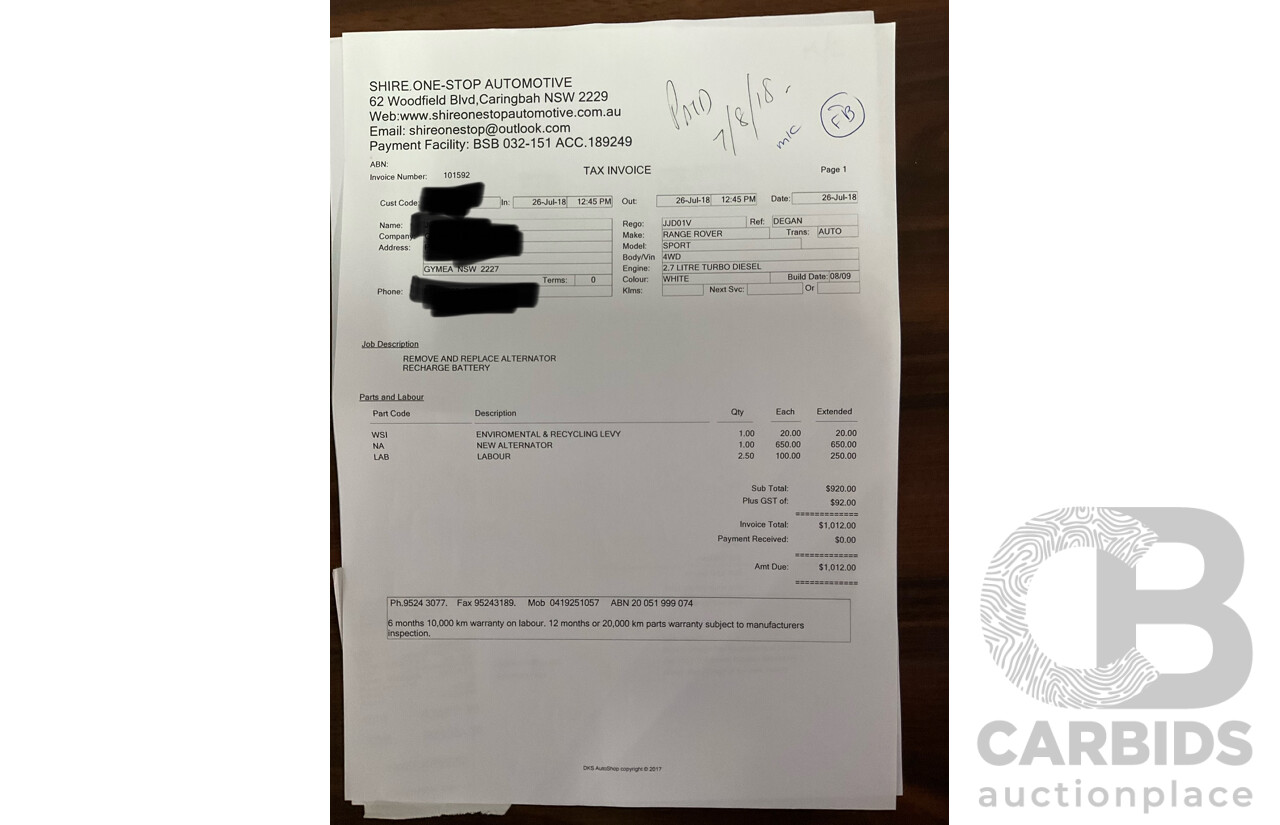 SHIRE ONE-STOP AUTOMOTIVE
62 Woodfield Blvd,Caringbah NSW 2229
Web:www.shireonestopautomotive.com.au
Email: shireonestop@outlook.com
Payment Facility: BSB 032-151 ACC.189249
PAID
7/8/18.
m/c
FB
ABN:
Invoice Number: 101592
TAX INVOICE
Page 1
Cust Code:
In: 26-Jul-18 12:45 PM Out: 26-Jul-18 12:45 PM Date: 26-Jul-18
Name:
Company
Address:
GYMEA NSW 2227
Terms: 0
Phone:
Rego: JJD01V Ref: DEGAN
Make: RANGE ROVER Trans: AUTO
Model: SPORT
Body/Vin 4WD
Engine: 2.7 LITRE TURBO DIESEL
Colour: WHITE Build Date: 08/09
Klms: Next Svc: Or
Job Description
REMOVE AND REPLACE ALTERNATOR
RECHARGE BATTERY
Parts and Labour
Part Code Description Qty Each Extended
WSI ENVIROMENTAL & RECYCLING LEVY 1.00 20.00 20.00
NA NEW ALTERNATOR 1.00 650.00 650.00
LAB LABOUR 2.50 100.00 250.00
Sub Total: $920.00
Plus GST of: $92.00
=============
Invoice Total: $1,012.00
Payment Received: $0.00
=============
Amt Due: $1,012.00
=============
Ph.9524 3077. Fax 95243189. Mob 0419251057 ABN 20 051 999 074
6 months 10,000 km warranty on labour. 12 months or 20,000 km parts warranty subject to manufacturers
inspection.
DKS AutoShop copyright © 2017
CB
CARBIDS
auctionplace